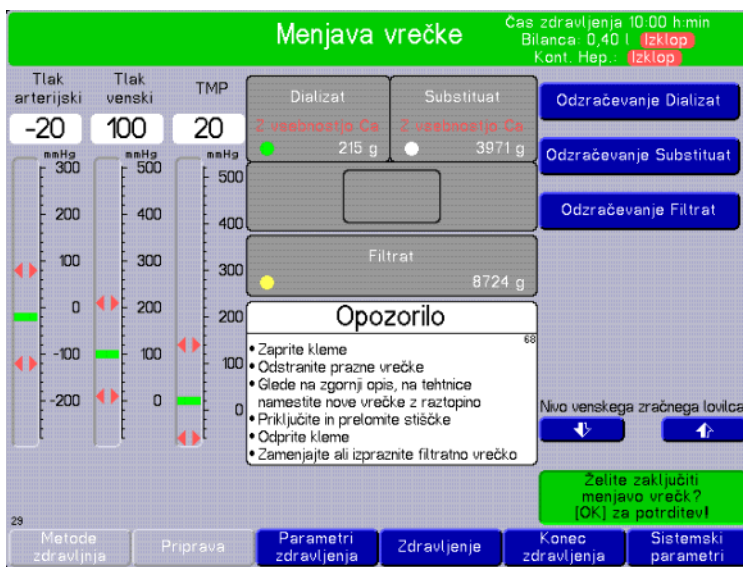 Menjava vrečke
Čas zdravljenja 10:00 h:min
Bilanca: 0,40 l Izklop
Kont. Hep.: Izklop
Tlak
arterijski
Tlak
venski
TMP
-20
100
20
mmHg
mmHg
mmHg
300
200
100
0
-100
-200
500
400
300
200
100
0
500
400
300
200
100
0
Dializat
Z vsebnostjo Ca
215 g
Substituat
Z vsebnostjo Ca
3971 g
Filtrat
8724 g
Opozorilo
68
• Zaprite kleme
• Odstranite prazne vrečke
• Glede na zgornji opis, na tehtnice
namestite nove vrečke z raztopino
• Priključite in prelomite stiščke
• Odprite kleme
• Zamenjajte ali izpraznite filtratno vrečko
Odzračevanje Dializat
Odzračevanje Substituat
Odzračevanje Filtrat
Nivo venskega zračnega lovilca
Želite zaključiti
menjavo vrečk?
[OK] za potrditev!
29
Metode
zdravljnja
Priprava
Parametri
zdravljenja
Zdravljenje
Konec
zdravljenja
Sistemski
parametri